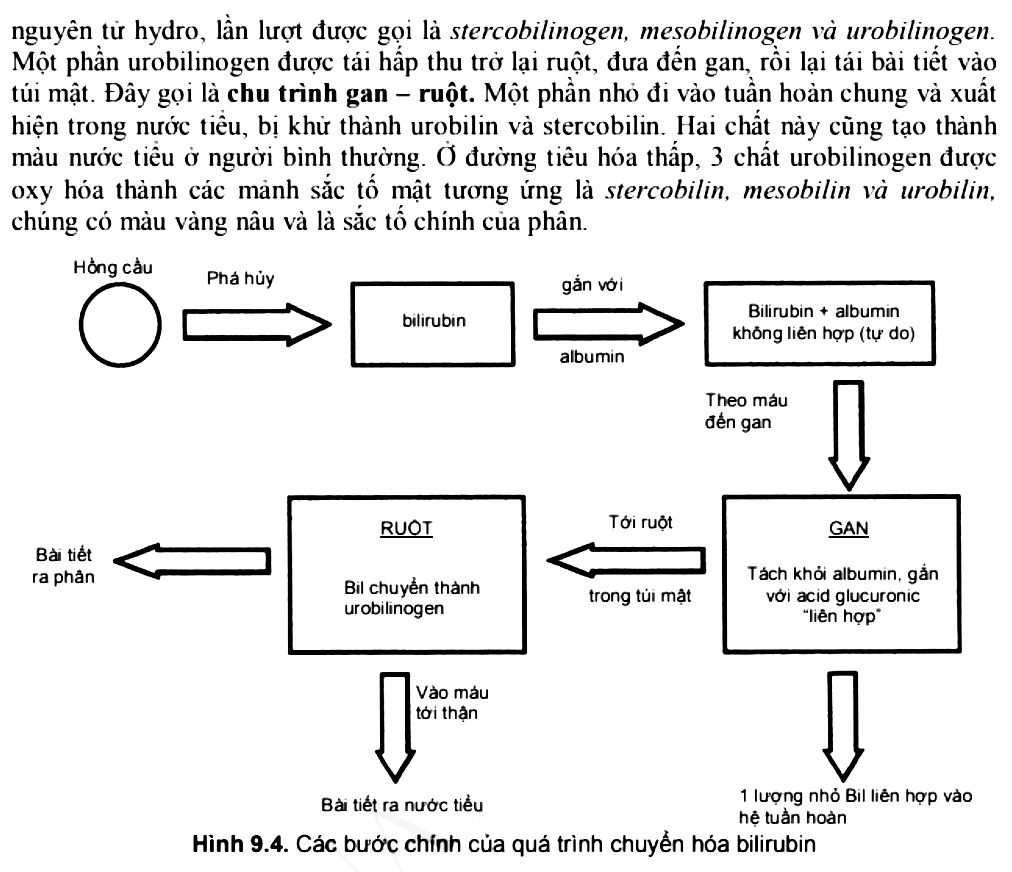 nguyên tử hydro, lần lượt được gọi là stercobilinogen, mesobilinogen và urobilinogen.
Một phần urobilinogen được tái hấp thu trở lại ruột, đưa đến gan, rồi lại tái bài tiết vào
túi mật. Đây gọi là chu trình gan – ruột. Một phần nhỏ đi vào tuần hoàn chung và xuất
hiện trong nước tiểu, bị khử thành urobilin và stercobilin. Hai chất này cũng tạo thành
màu nước tiểu ở người bình thường. Ở đường tiêu hóa thấp, 3 chất urobilinogen được
oxy hóa thành các mảnh sắc tố mật tương ứng là stercobilin, mesobilin và urobilin,
chúng có màu vàng nâu và là sắc tố chính của phân.
Hồng cầu
Phá hủy
bilirubin
gắn với
albumin
Bilirubin + albumin
không liên hợp (tự do)
Theo máu
đến gan
GAN
Tách khỏi albumin, gắn
với acid glucuronic
"liên hợp"
Tới ruột
trong túi mật
RUỘT
Bil chuyển thành
urobilinogen
Bài tiết
ra phân
Vào máu
tới thận
Bài tiết ra nước tiểu
1 lượng nhỏ Bil liên hợp vào
hệ tuần hoàn
Hình 9.4. Các bước chính của quá trình chuyển hóa bilirubin